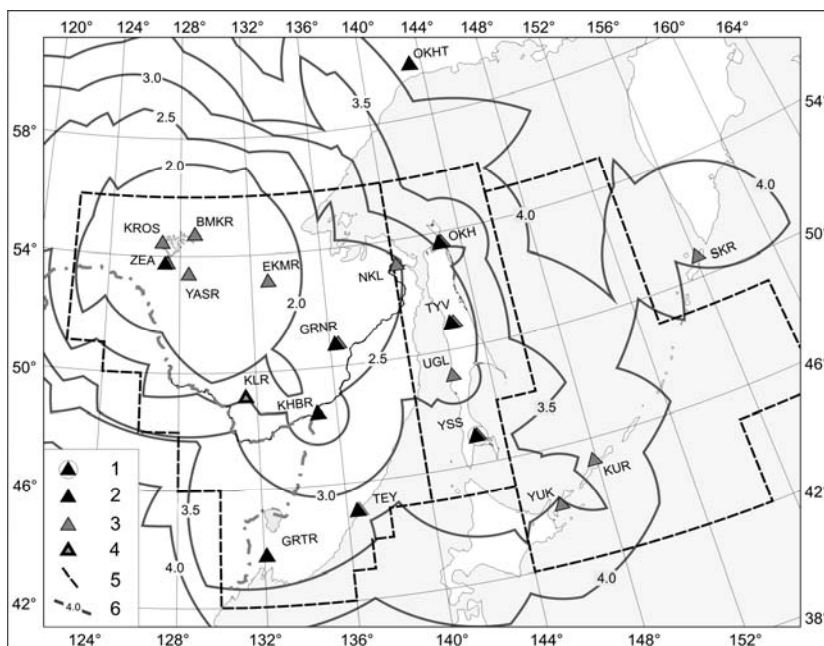 120° 124° 128° 132° 136° 140° 144° 148° 152° 156° 160° 164°
OKHT
3.0
3.5
54°
2.5
58°
4.0
2.0
4.0
KROS
BMKR
OKH
50°
54°
SKR
ZEA
EKMR
NKL
YASR
2.0
TYV
GRNR
2.5
UGL
46°
50°
KLR
3.5
KHBR
YSS
1
KUR
2
3.0
42°
46°
3
3.5
TEY
YUK
4
GRTR
5
4.0
4.0
4.0 6
42°
38°
124° 128° 132° 136° 140° 144° 148° 152°